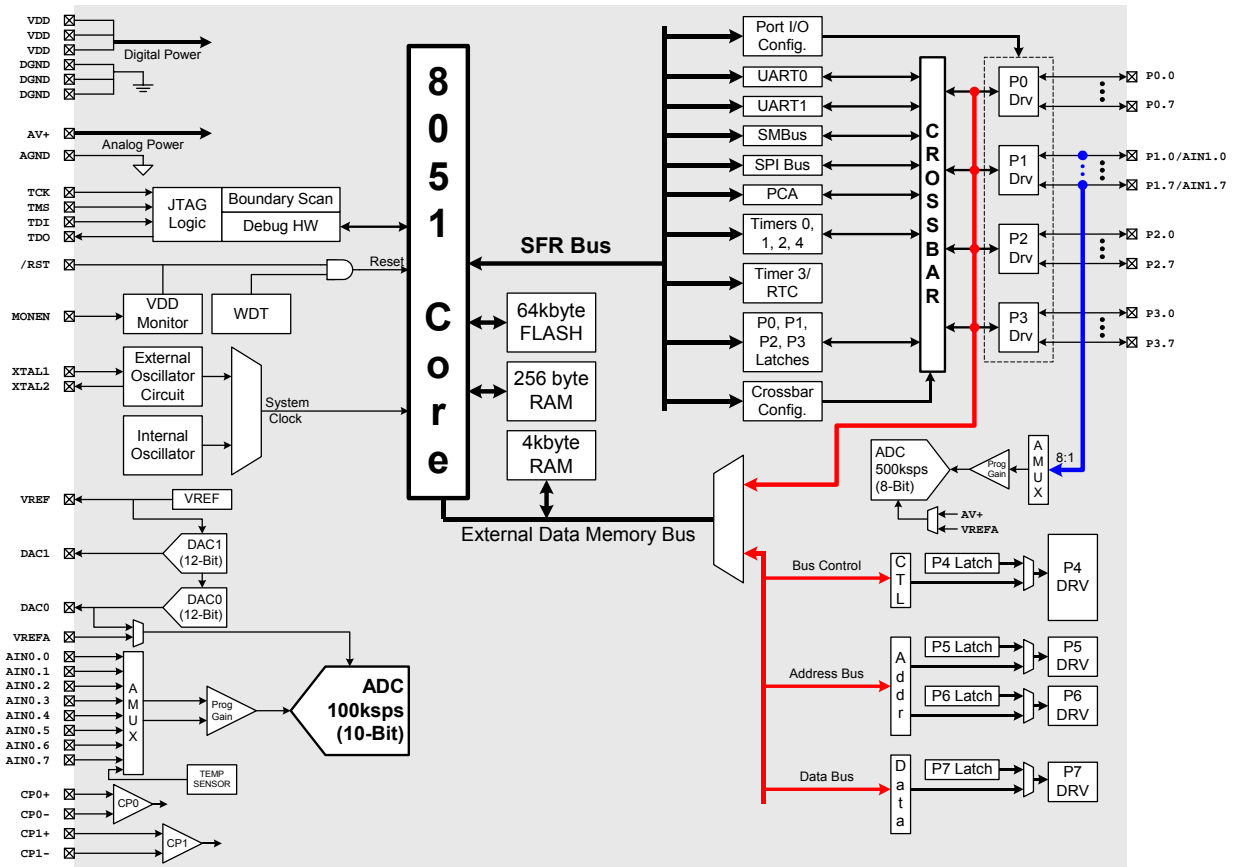 VDD
VDD
VDD
Digital Power
DGND
DGND
DGND
AV+
Analog Power
AGND
TCK
TMS
TDI
TDO
JTAG
Logic
Boundary Scan
Debug HW
/RST
Reset
MONEN
VDD
Monitor
WDT
XTAL1
XTAL2
External
Oscillator
Circuit
Internal
Oscillator
System
Clock
VREF
VREF
DAC1
DAC1
(12-Bit)
DAC0
DAC0
(12-Bit)
VREFA
AIN0.0
AIN0.1
AIN0.2
AIN0.3
AIN0.4
AIN0.5
AIN0.6
AIN0.7
AMUX
Prog
Gain
ADC
100ksps
(10-Bit)
TEMP
SENSOR
CP0+
CP0-
CP0
CP1+
CP1-
CP1
8051 Core
SFR Bus
64kbyte
FLASH
256 byte
RAM
4kbyte
RAM
External Data Memory Bus
Port I/O
Config.
UART0
UART1
SMBus
SPI Bus
PCA
Timers 0,
1, 2, 4
Timer 3/
RTC
P0, P1,
P2, P3
Latches
Crossbar
Config.
CROSSBAR
P0
Drv
P1
Drv
P2
Drv
P3
Drv
P0.0
P0.7
P1.0/AIN1.0
P1.7/AIN1.7
P2.0
P2.7
P3.0
P3.7
ADC
500ksps
(8-Bit)
Prog
Gain
AMUX
8:1
AV+
VREFA
Bus Control
CTL
P4 Latch
P4
DRV
Address Bus
Addr
P5 Latch
P5
DRV
P6 Latch
P6
DRV
Data Bus
Data
P7 Latch
P7
DRV